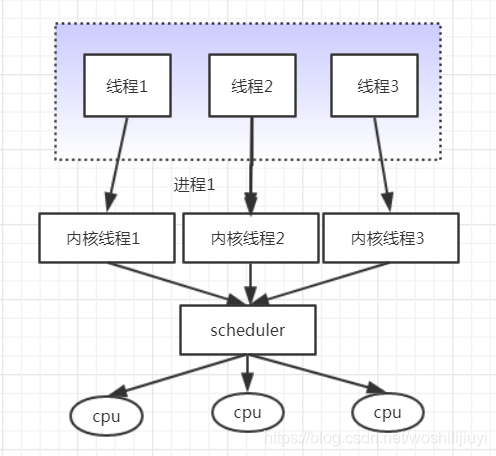 线程1
线程2
线程3
进程1
内核线程1
内核线程2
内核线程3
scheduler
cpu
cpu
cpu
https://blog.csdn.net/woshilijiuyi